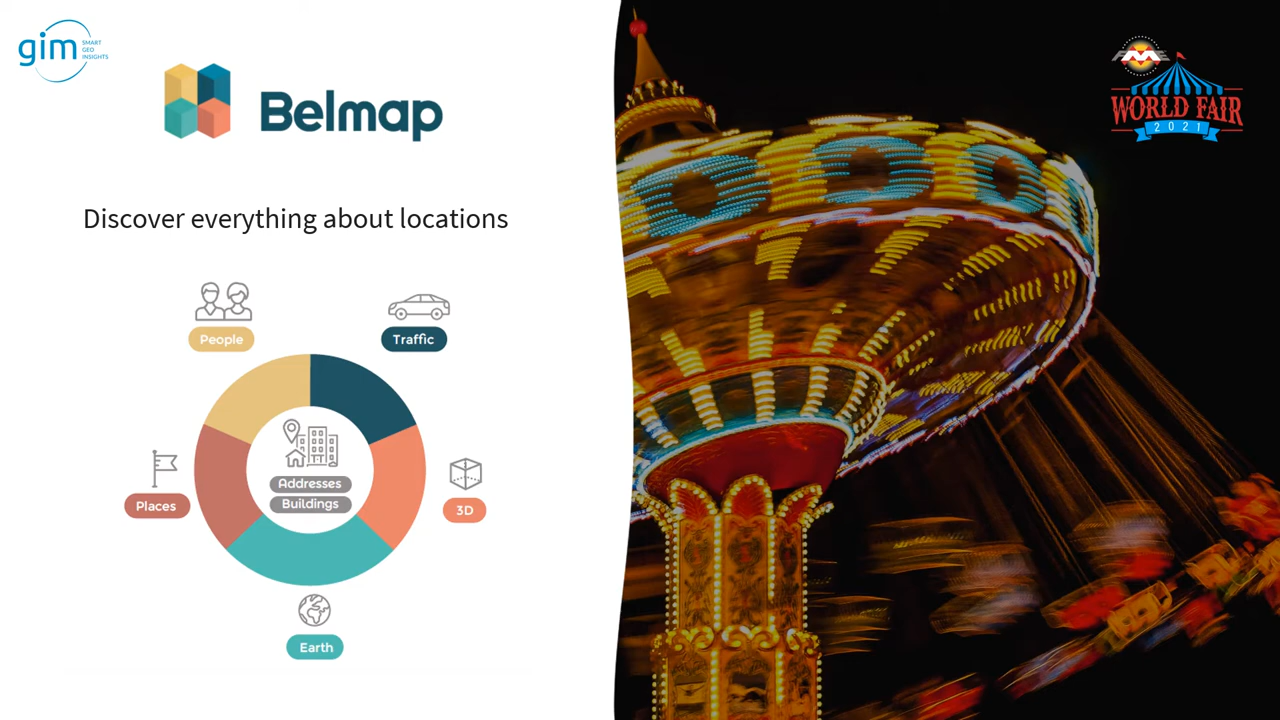 gim SMART
GEO
INSIGHTS
Belmap
Discover everything about locations
People
Traffic
Addresses
Buildings
Places
3D
Earth
FME
WORLD FAIR
2021